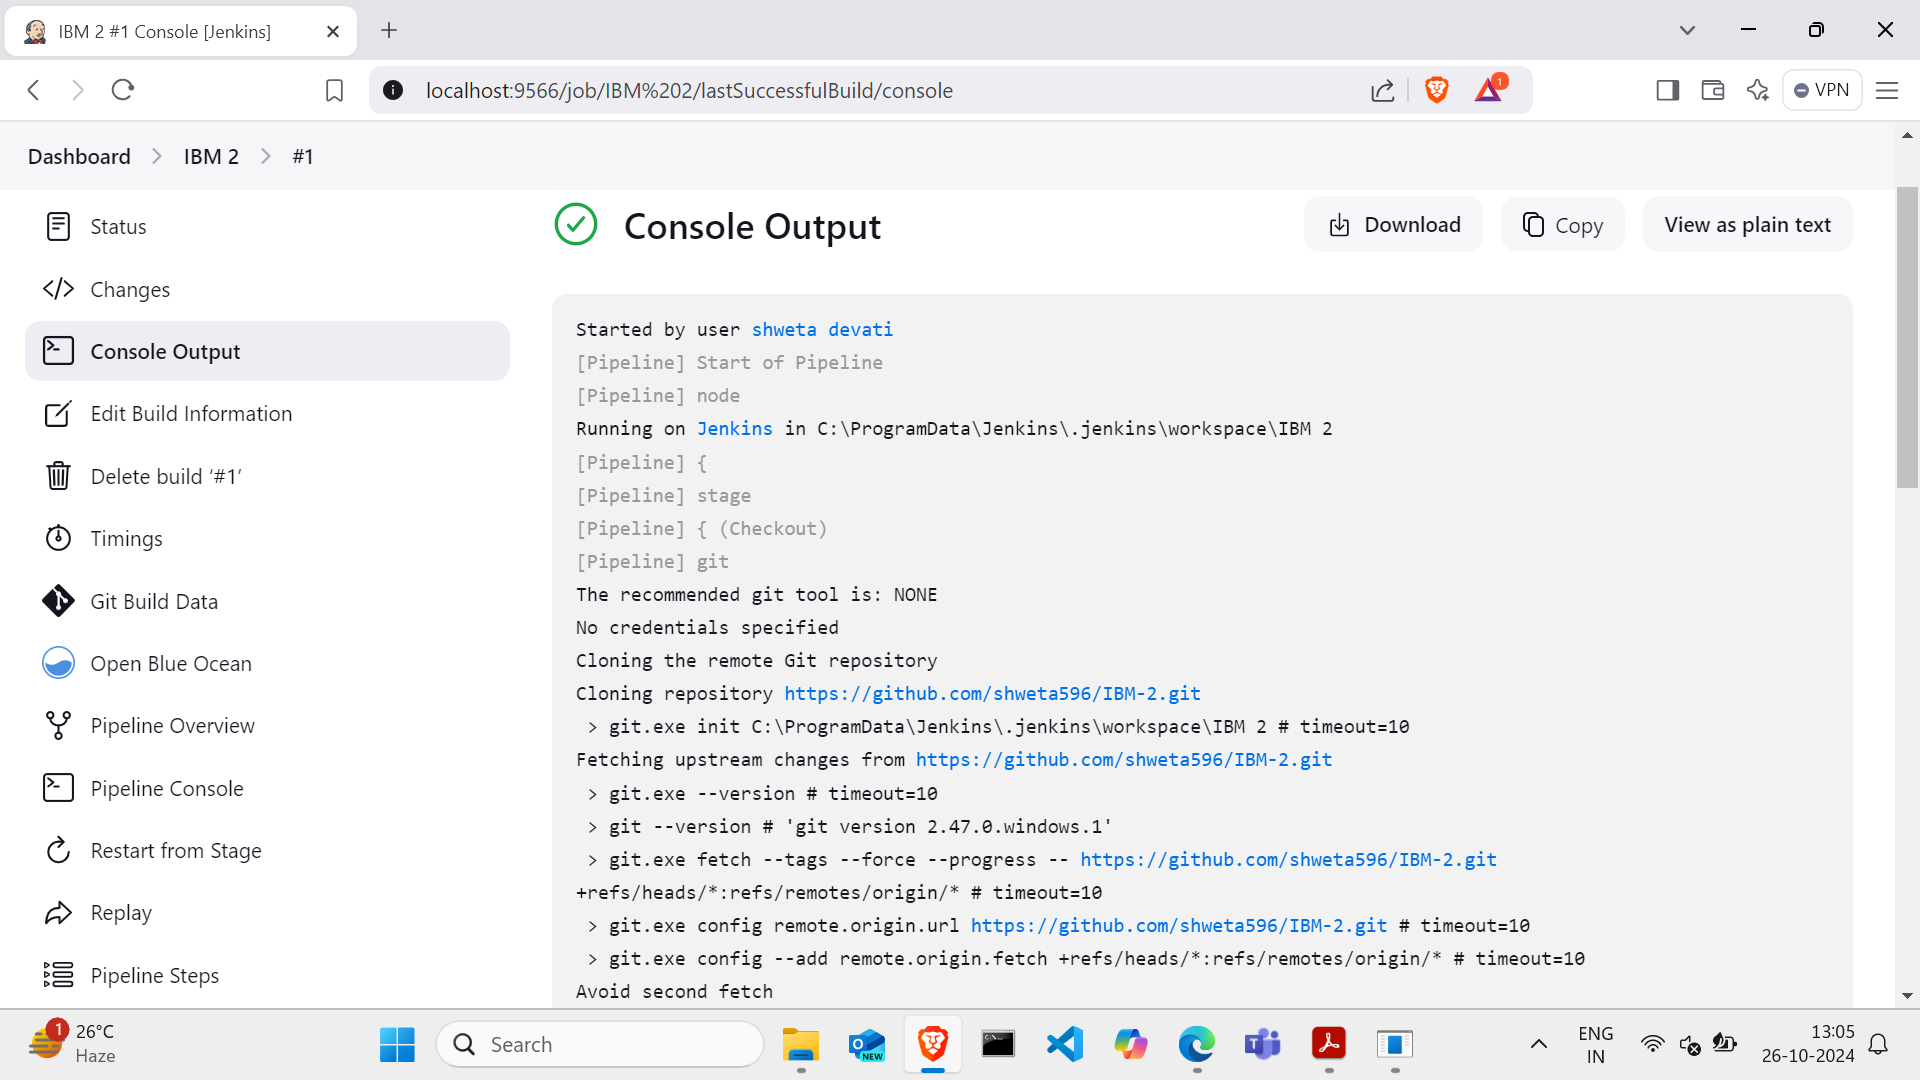 IBM 2 #1 Console [Jenkins]
localhost:9566/job/IBM%202/lastSuccessfulBuild/console
1
VPN
Dashboard
IBM 2
#1
Status
Changes
Console Output
Edit Build Information
Delete build ‘#1’
Timings
Git Build Data
Open Blue Ocean
Pipeline Overview
Pipeline Console
Restart from Stage
Replay
Pipeline Steps
Console Output
Download
Copy
View as plain text
Started by user shweta devati
[Pipeline] Start of Pipeline
[Pipeline] node
Running on Jenkins in C:\ProgramData\Jenkins\.jenkins\workspace\IBM 2
[Pipeline] {
[Pipeline] stage
[Pipeline] { (Checkout)
[Pipeline] git
The recommended git tool is: NONE
No credentials specified
Cloning the remote Git repository
Cloning repository https://github.com/shweta596/IBM-2.git
> git.exe init C:\ProgramData\Jenkins\.jenkins\workspace\IBM 2 # timeout=10
Fetching upstream changes from https://github.com/shweta596/IBM-2.git
> git.exe --version # timeout=10
> git --version # 'git version 2.47.0.windows.1'
> git.exe fetch --tags --force --progress -- https://github.com/shweta596/IBM-2.git
+refs/heads/*:refs/remotes/origin/* # timeout=10
> git.exe config remote.origin.url https://github.com/shweta596/IBM-2.git # timeout=10
> git.exe config --add remote.origin.fetch +refs/heads/*:refs/remotes/origin/* # timeout=10
Avoid second fetch
1
26°C
Haze
Search
NEW
ENG
IN
13:05
26-10-2024